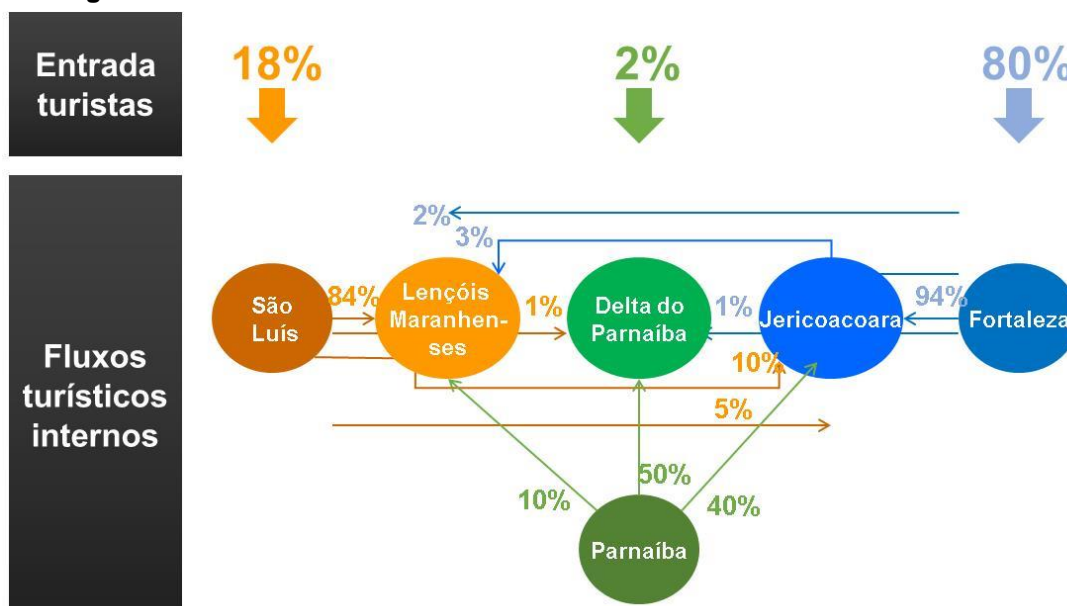 Entrada
turistas
18%
2%
80%
Fluxos
turísticos
internos
2%
3%
São
Luís
84%
Lençóis
Maranhen-
ses
1%
Delta do
Parnaíba
1%
Jericoacoara
94%
Fortaleza
10%
5%
10%
50%
40%
Parnaíba